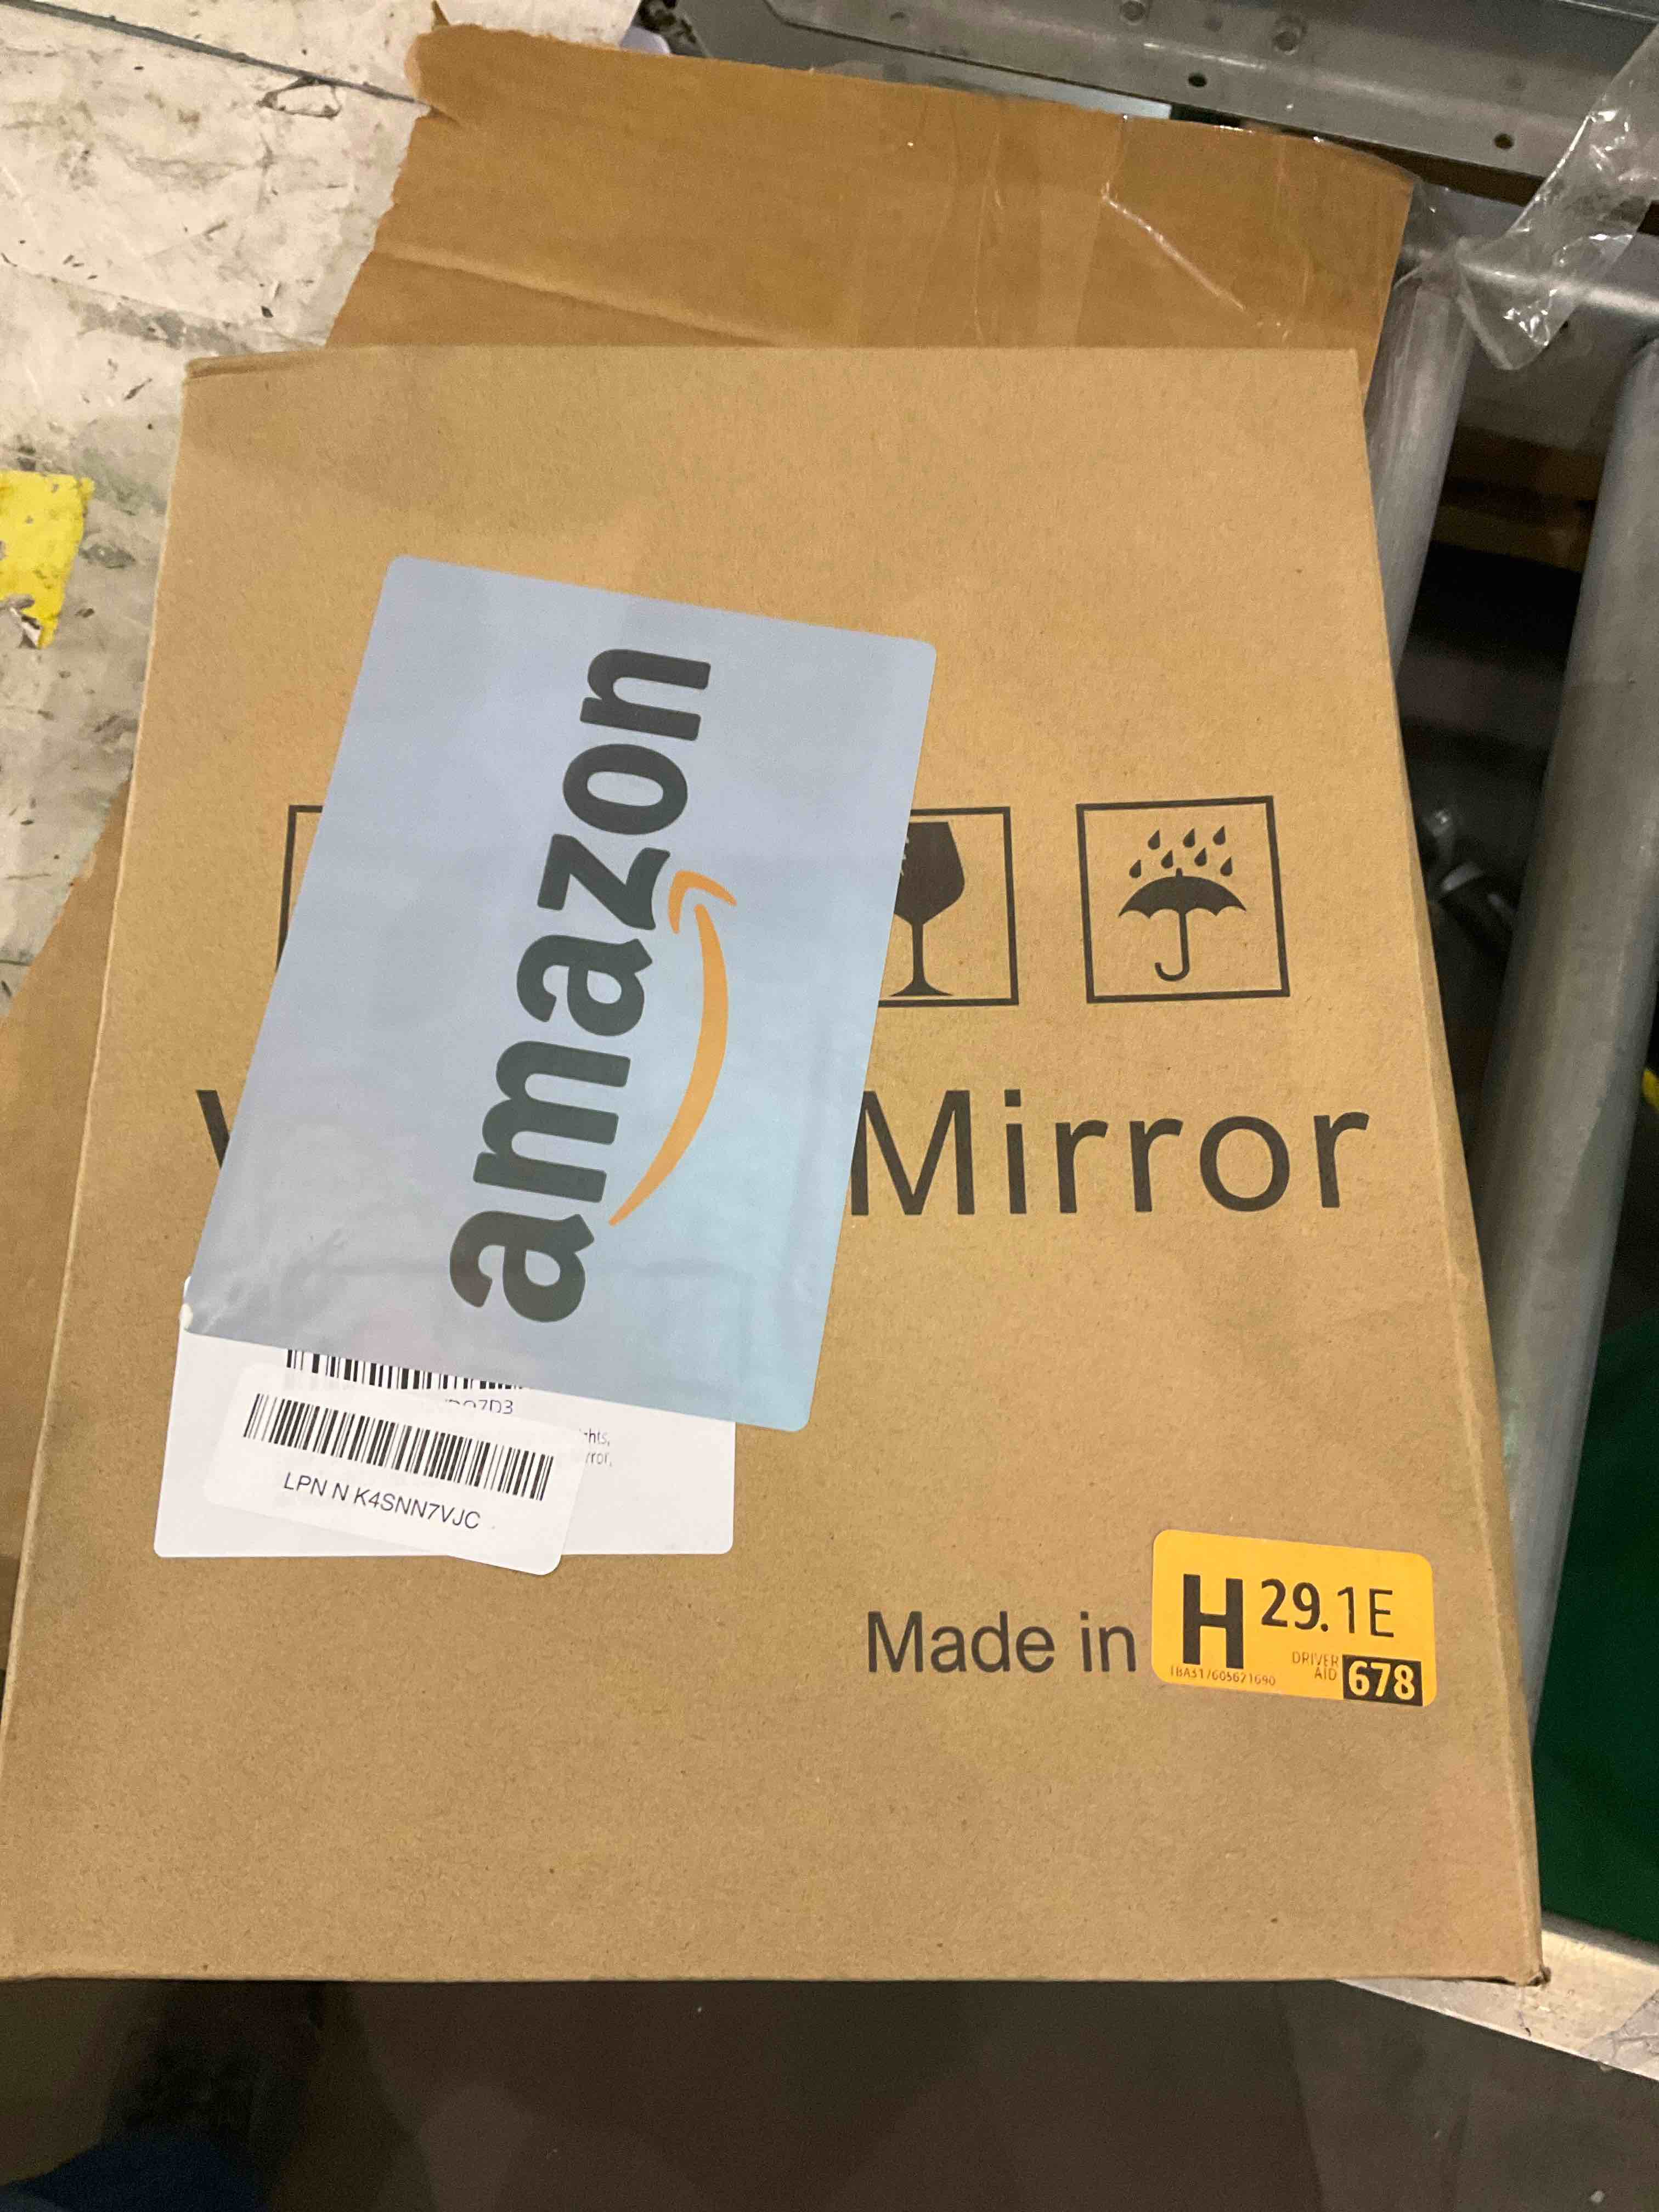 amazon
Mirror
LPN N K4SNN7VJC
Made in
H 29.1E
DRIVER
AID 678